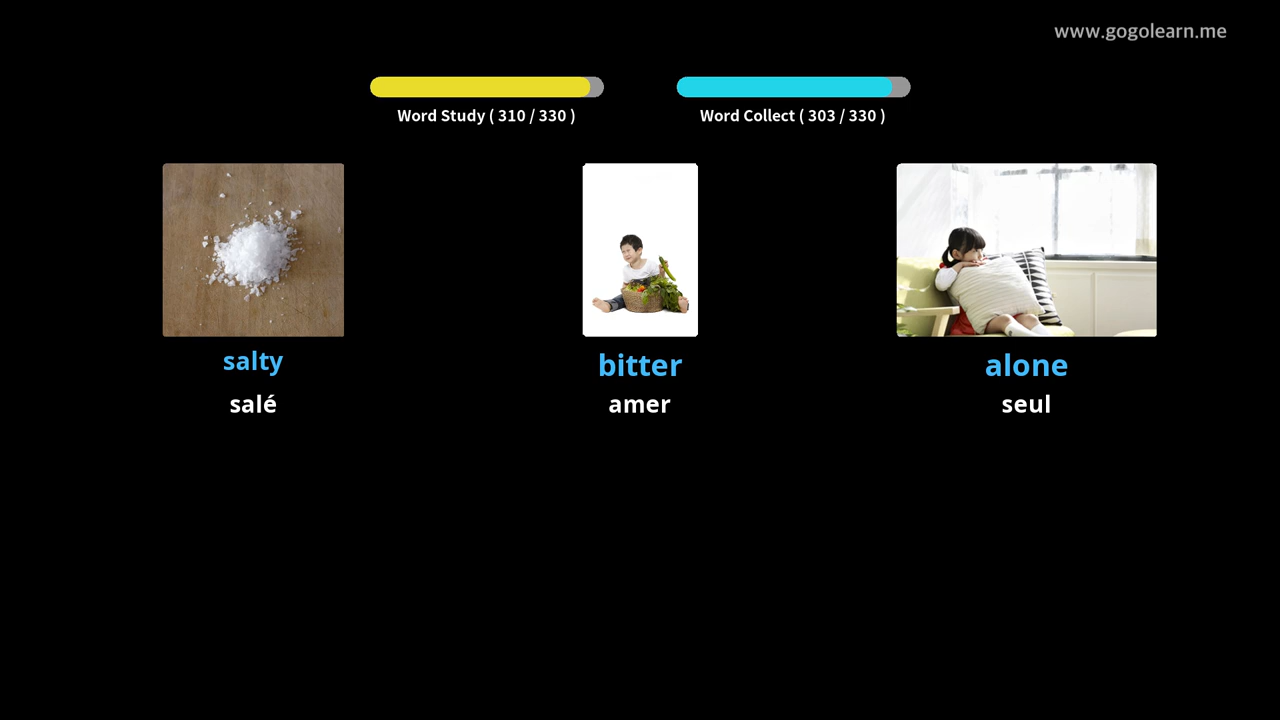 www.gogolearn.me
Word Study ( 310 / 330 )
Word Collect ( 303 / 330 )
salty
bitter
alone
salé
amer
seul